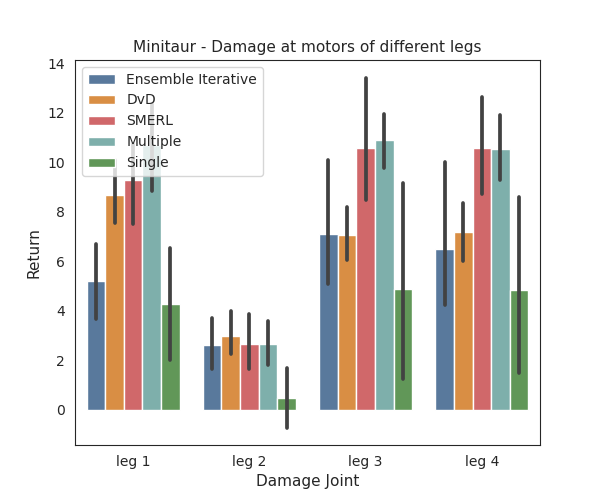 Minitaur - Damage at motors of different legs
Ensemble Iterative
DvD
SMERL
Multiple
Single
14
12
10
8
6
4
2
0
Return
leg 1 leg 2 leg 3 leg 4
Damage Joint